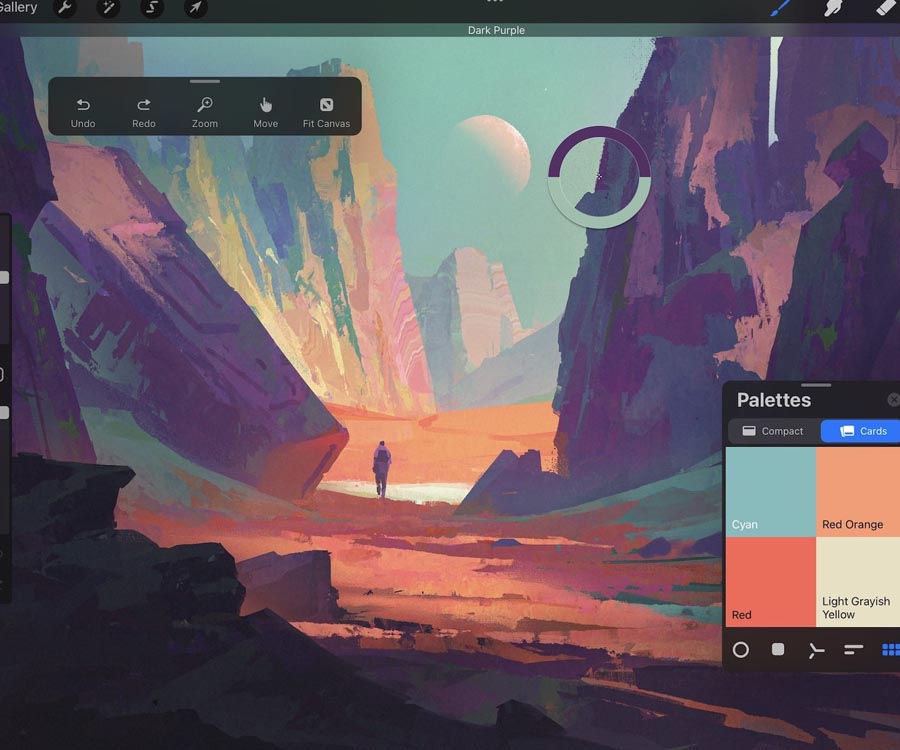 Gallery
Dark Purple
Undo Redo Zoom Move Fit Canvas
Palettes
Compact Cards
Cyan
Red Orange
Red
Light Grayish
Yellow